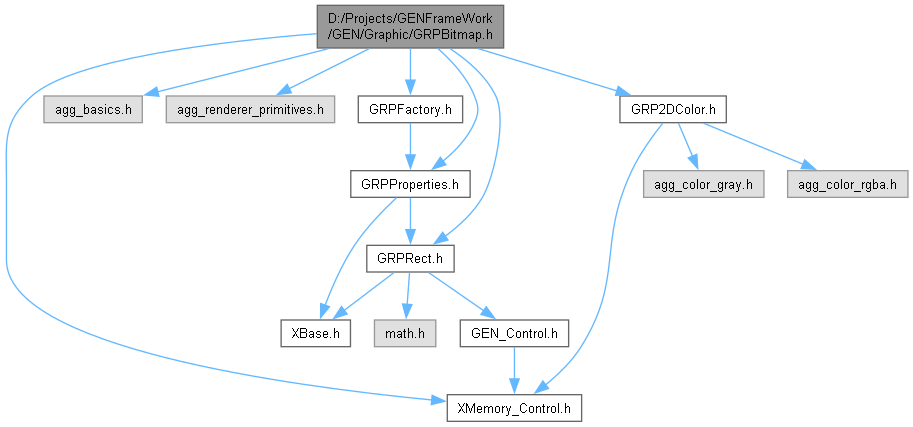 D:/Projects/GENFrameWork
/GEN/Graphic/GRPBitmap.h
agg_basics.h
agg_renderer_primitives.h
GRPFactory.h
GRP2DColor.h
GRPProperties.h
agg_color_gray.h
agg_color_rgba.h
GRPRect.h
XBase.h
math.h
GEN_Control.h
XMemory_Control.h